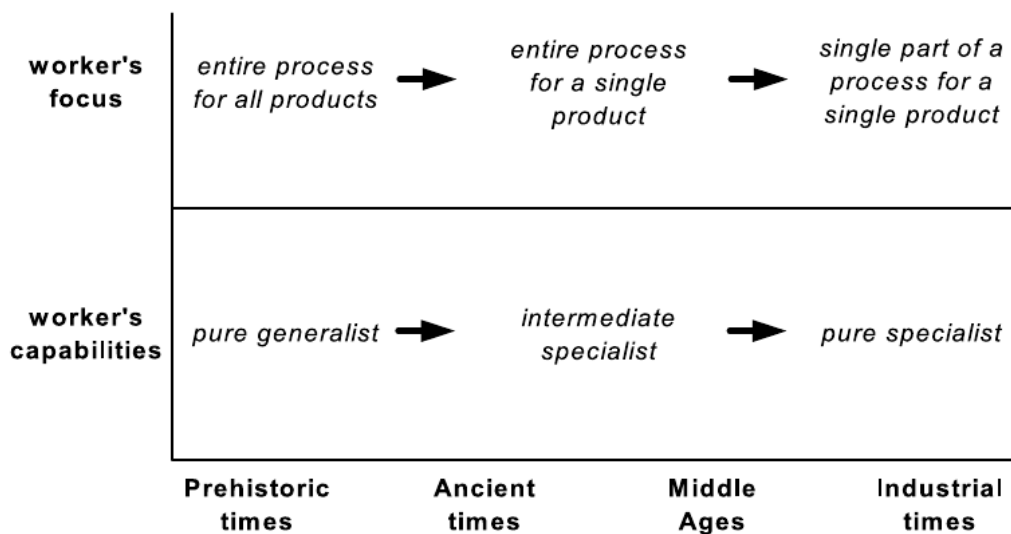 worker's
focus
entire process
for all products
entire process
for a single
product
single part of a
process for a
single product
worker's
capabilities
pure generalist
intermediate
specialist
pure specialist
Prehistoric
times
Ancient
times
Middle
Ages
Industrial
times